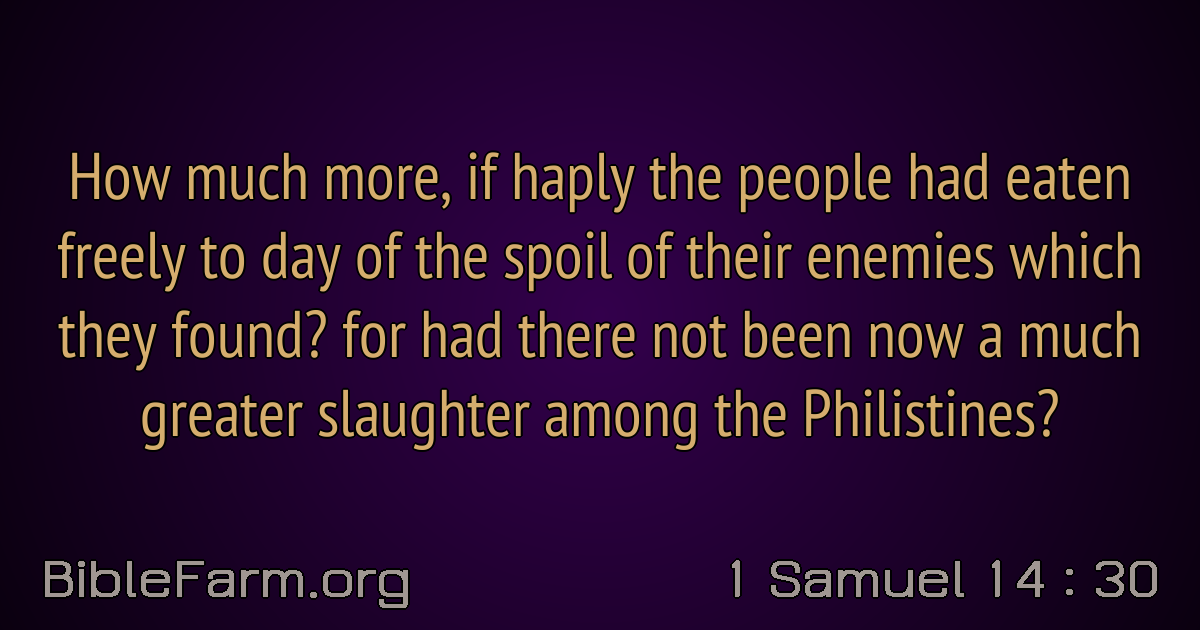 How much more, if haply the people had eaten
freely to day of the spoil of their enemies which
they found? for had there not been now a much
greater slaughter among the Philistines?
BibleFarm.org
1 Samuel 14 : 30